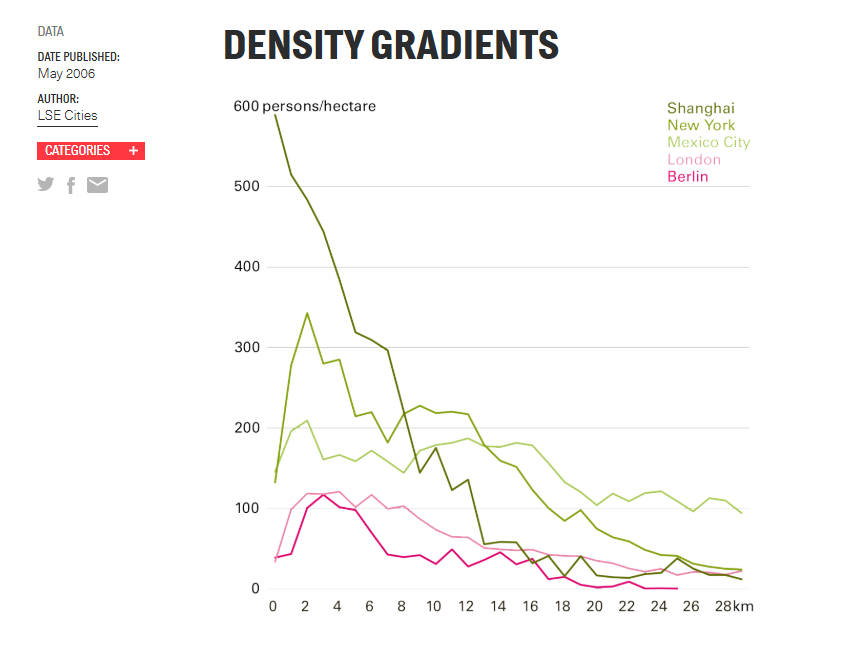 DATA
DATE PUBLISHED:
May 2006
AUTHOR:
LSE Cities
CATEGORIES +
DENSITY GRADIENTS
600 persons/hectare
Shanghai
New York
Mexico City
London
Berlin
500
400
300
200
100
0
0 2 4 6 8 10 12 14 16 18 20 22 24 26 28km